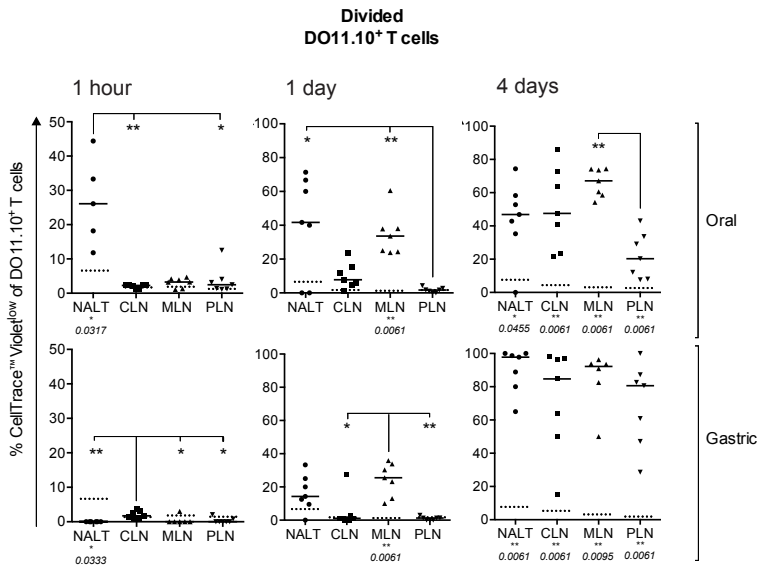 Divided
DO11.10+ T cells
1 hour
1 day
4 days
% CellTrace™ Violetlow of DO11.10+ T cells
50
40
30
20
10
0
**
*
NALT CLN MLN PLN
*
0.0317
100
80
60
40
20
0
*
**
NALT CLN MLN PLN
**
0.0061
100
80
60
40
20
0
**
NALT CLN MLN PLN
* ** ** **
0.0455 0.0061 0.0061 0.0061
Oral
50
40
30
20
10
0
** * *
NALT CLN MLN PLN
*
0.0333
100
80
60
40
20
0
* **
NALT CLN MLN PLN
**
0.0061
100
80
60
40
20
0
NALT CLN MLN PLN
** ** ** **
0.0061 0.0061 0.0095 0.0061
Gastric